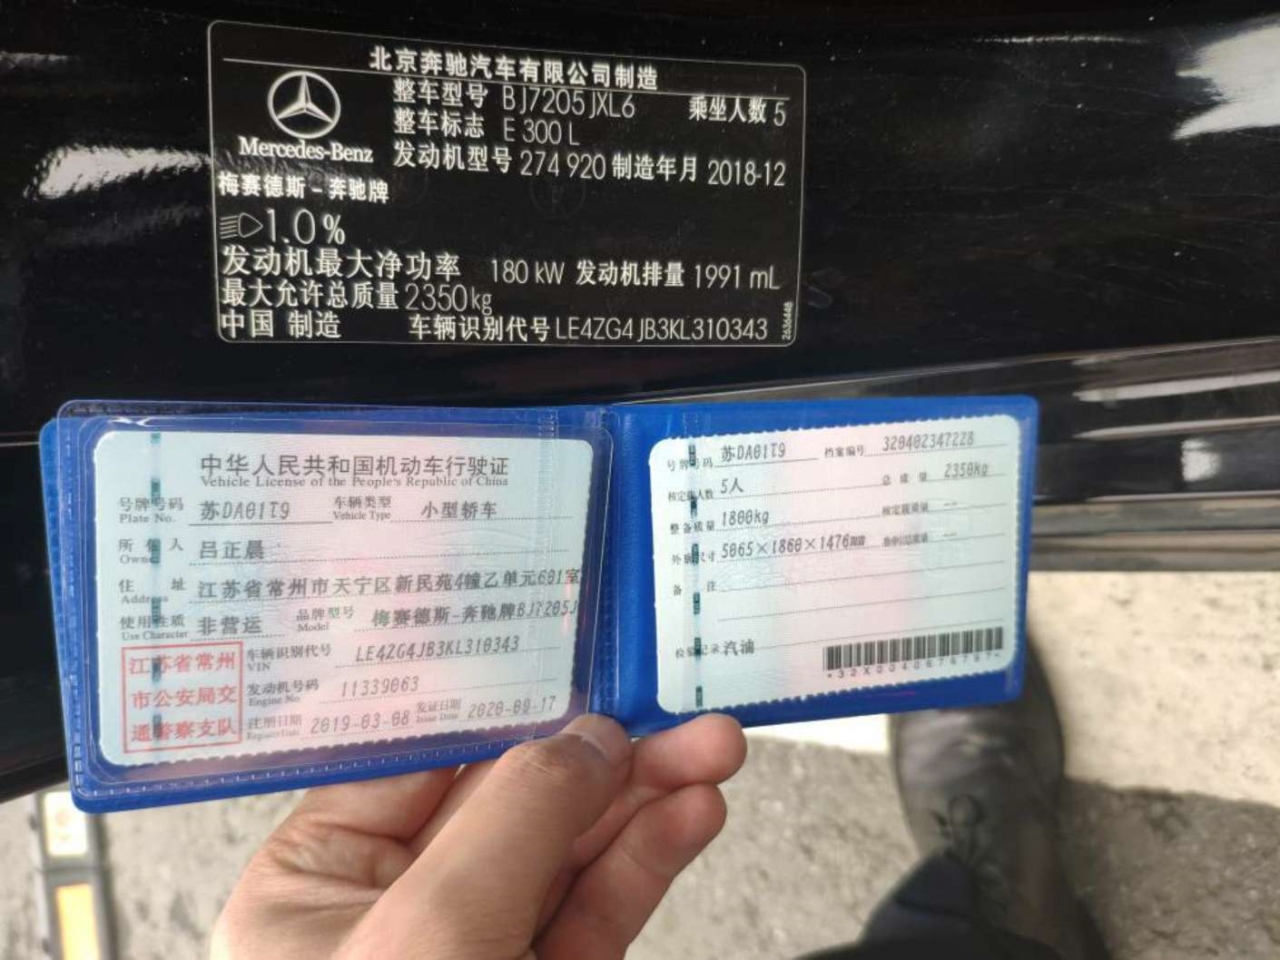 北京奔驰汽车有限公司制造
整车型号 BJ7205JXL6 乘坐人数 5
整车标志 E 300 L
Mercedes-Benz
发动机型号 274 920 制造年月 2018-12
梅赛德斯-奔驰牌
1.0%
发动机最大净功率 180 kW 发动机排量 1991 mL
最大允许总质量 2350kg
中国 制造 车辆识别代号 LE4ZG4JB3KL310343
2636448
中华人民共和国机动车行驶证
Vehicle License of the People's Republic of China
号牌号码 苏DA01T9 车辆类型 小型轿车
Plate No. Vehicle Type
所有人 吕正晨
Owner
住址 江苏省常州市天宁区新民苑4幢乙单元601室
Address
使用性质 非营运 品牌型号 梅赛德斯-奔驰牌BJ7205J
Use Character Model
江苏省常州
市公安局交
通警察支队
车辆识别代号 LE4ZG4JB3KL310343
VIN
发动机号码 11339063
Engine No.
注册日期 2019-03-08 发证日期 2020-09-17
Register Date Issue Date
号牌号码 苏DA01T9 档案编号 320402347228
核定载人数 5人 总质量 2350kg
整备质量 1800kg 核定载质量 --
外廓尺寸 5065×1860×1476mm 准牵引总质量 --
备注
检验记录 汽油